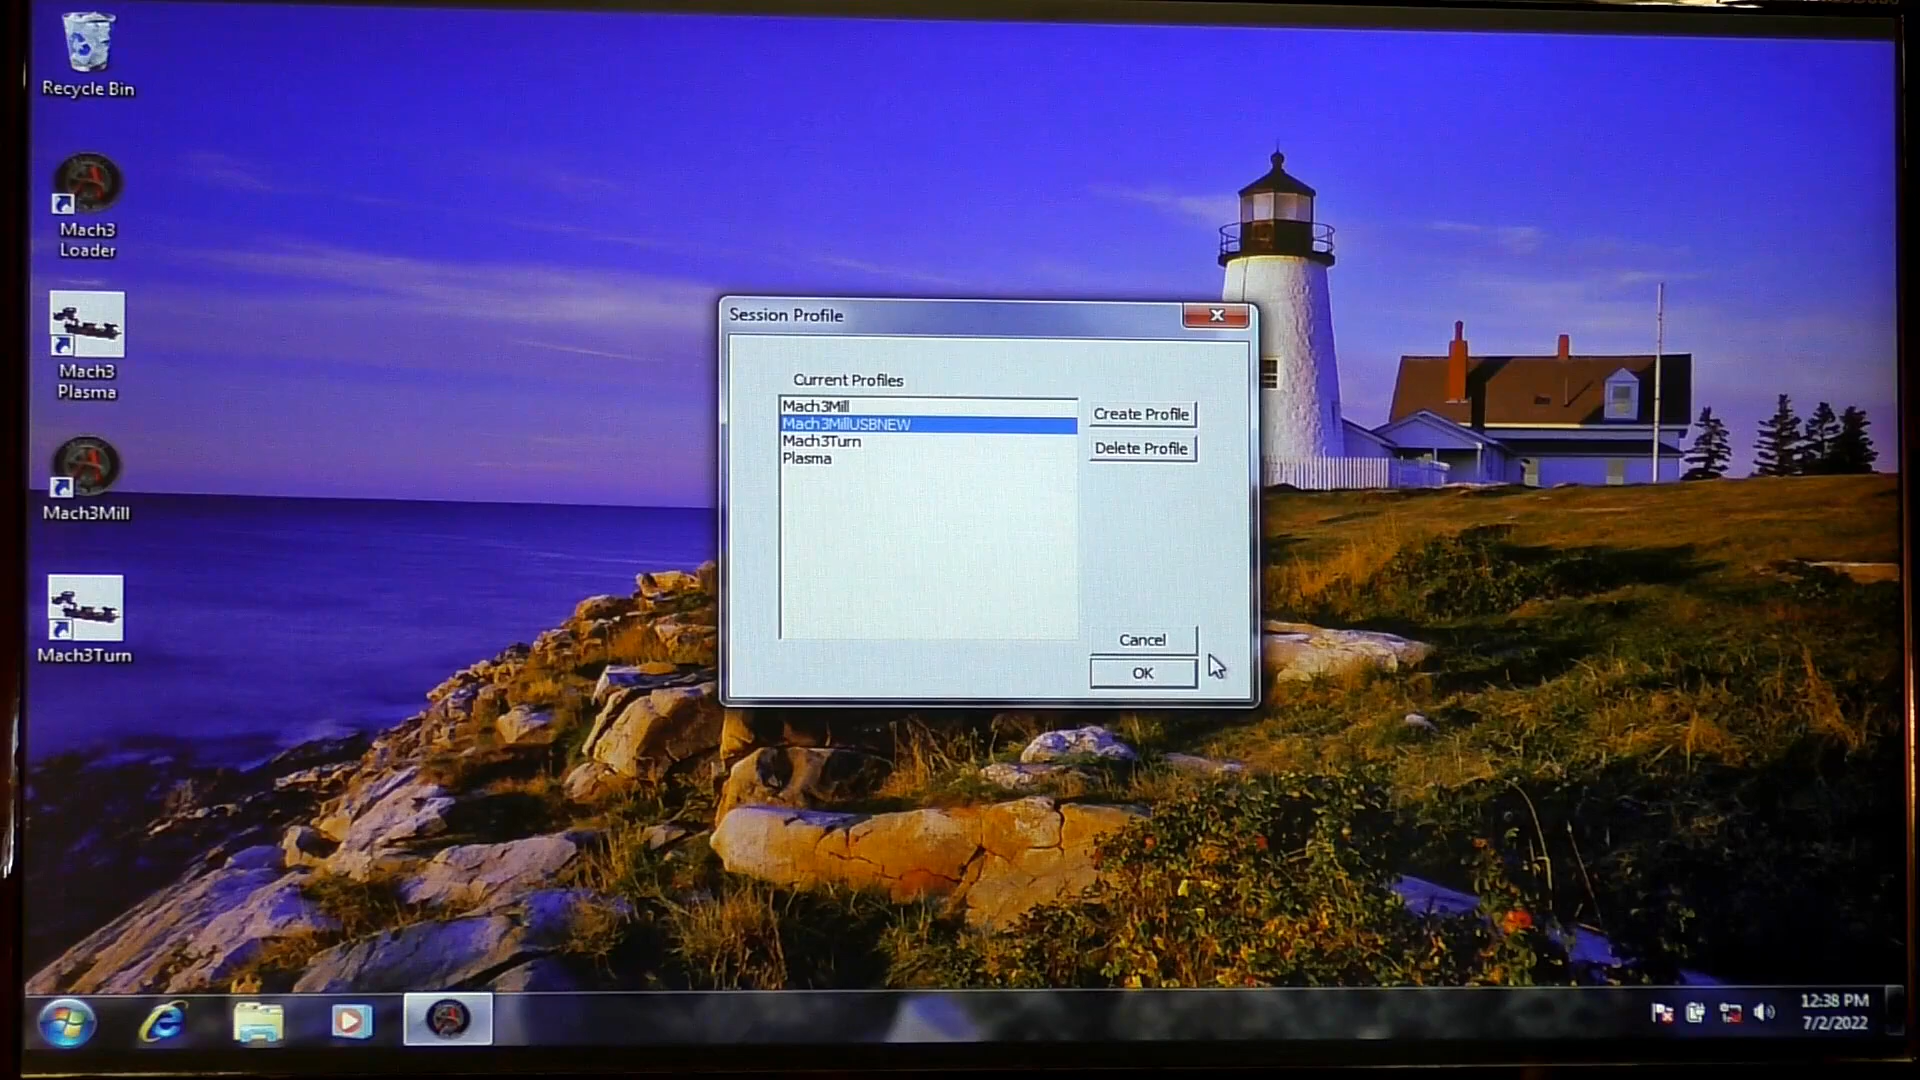 Recycle Bin
Mach3
Loader
Mach3
Plasma
Mach3Mill
Mach3Turn
Session Profile
Current Profiles
Mach3Mill
Mach3MillUSBNEW
Mach3Turn
Plasma
Create Profile
Delete Profile
Cancel
OK
12:38 PM
7/2/2022